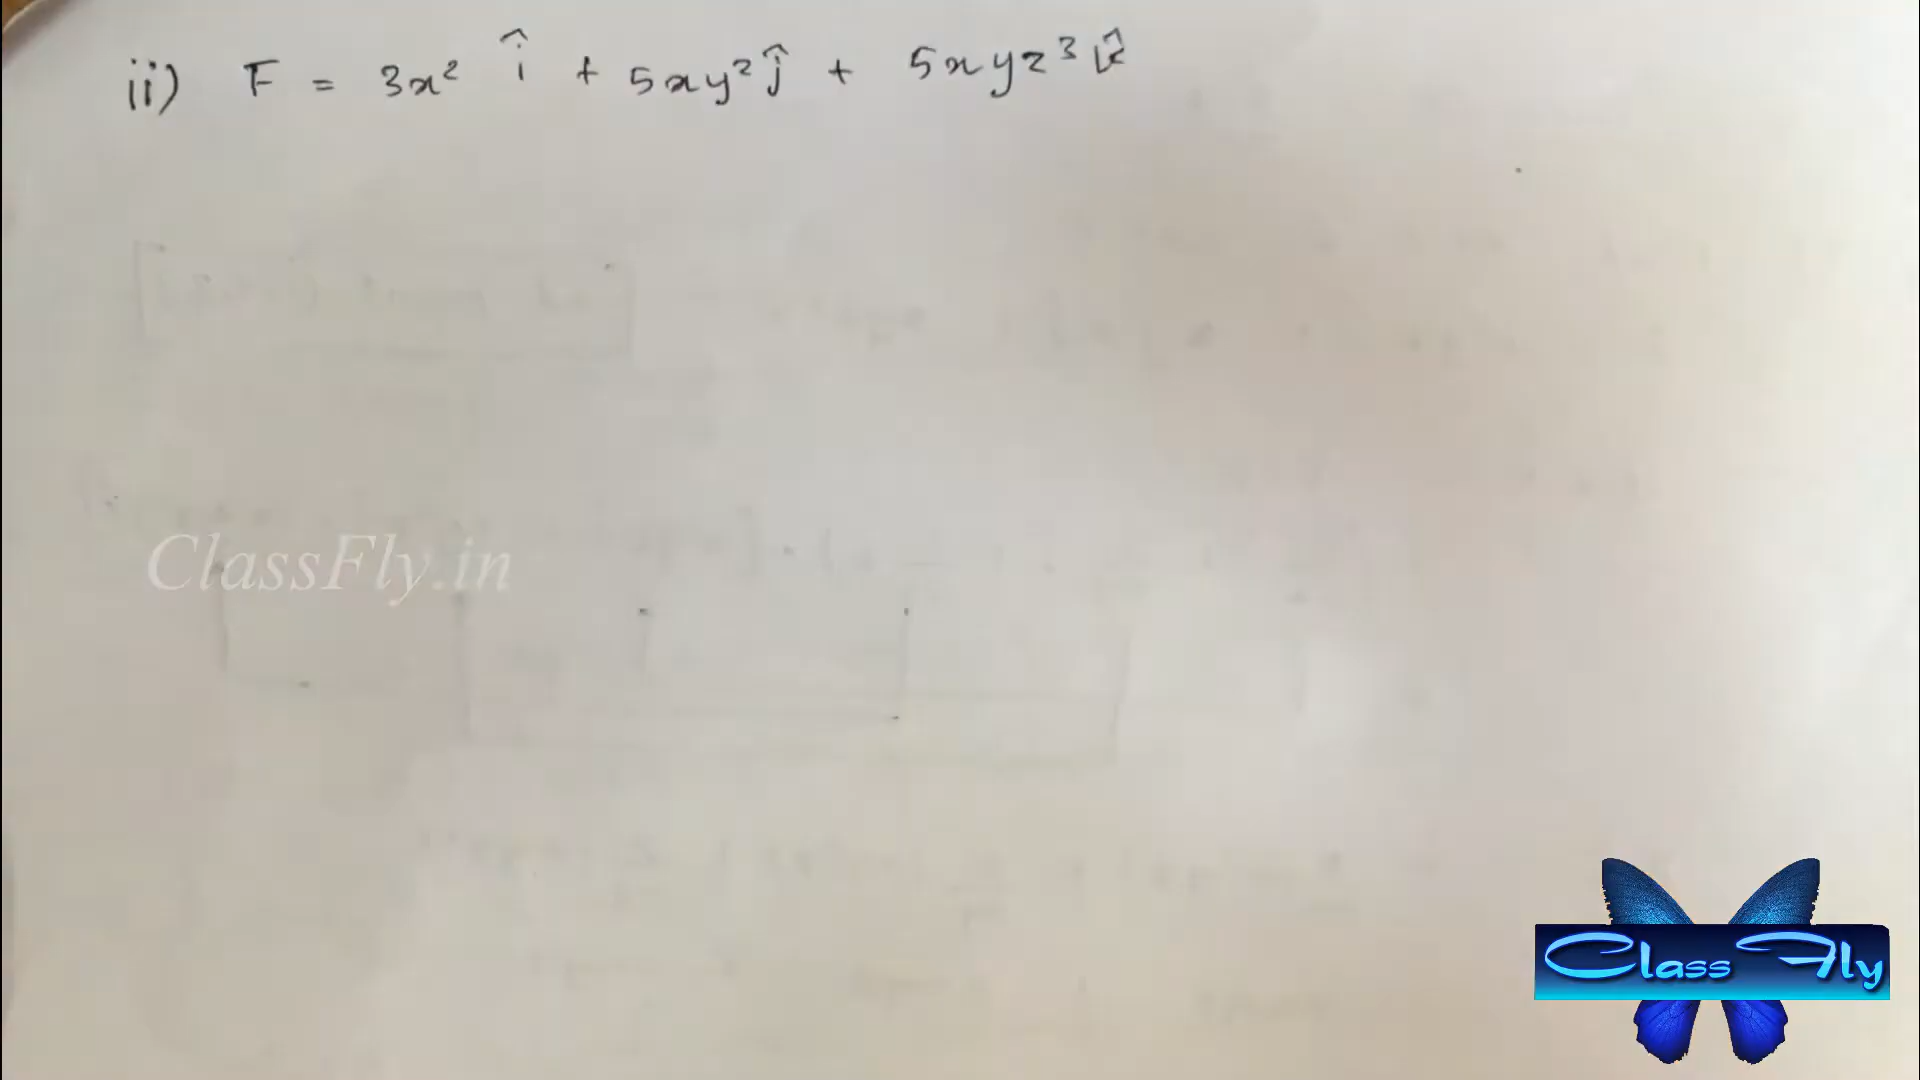 ii) F = 3x² î + 5xy² ĵ + 5xyz³ k̂
ClassFly.in
Class Fly